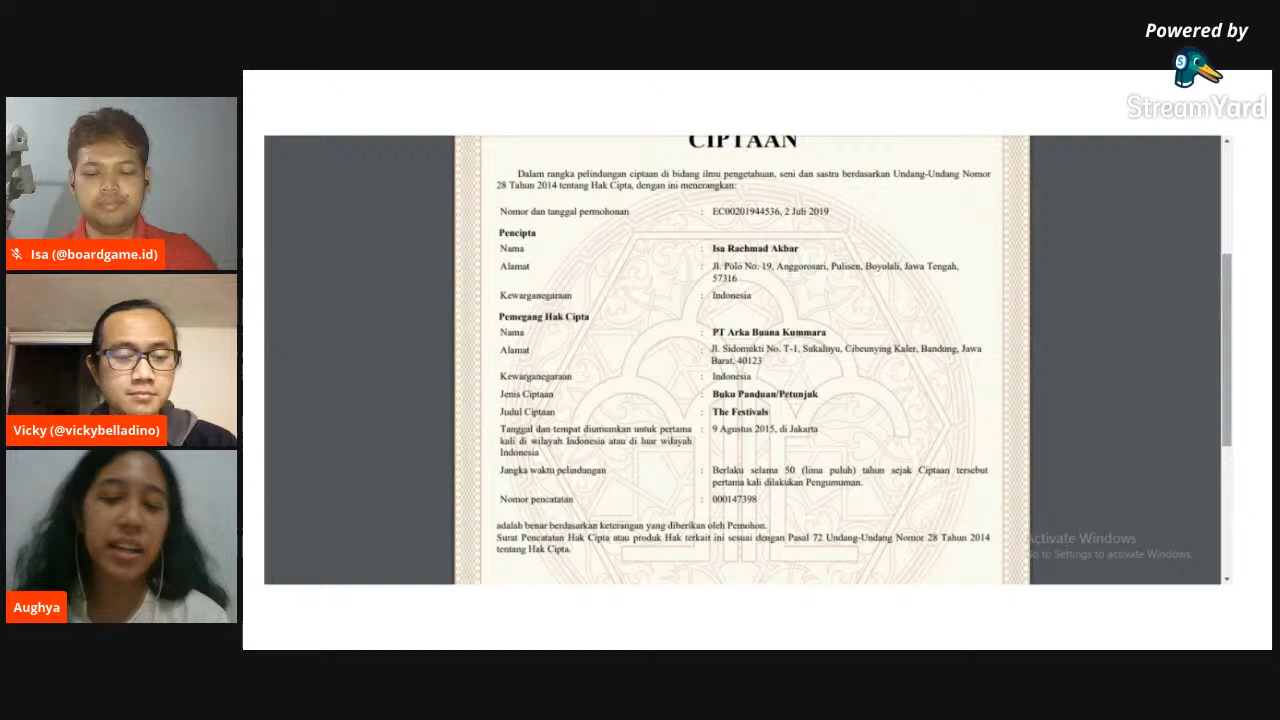 Powered by
StreamYard
CIPTAAN
Dalam rangka pelindungan ciptaan di bidang ilmu pengetahuan, seni dan sastra berdasarkan Undang-Undang Nomor
28 Tahun 2014 tentang Hak Cipta, dengan ini menerangkan:
Nomor dan tanggal permohonan : EC00201944536, 2 Juli 2019
Pencipta
Nama : Isa Rachmad Akbar
Alamat : Jl. Polo No. 19, Anggorosari, Pulisen, Boyolali, Jawa Tengah,
57316
Kewarganegaraan : Indonesia
Pemegang Hak Cipta
Nama : PT Arka Buana Kummara
Alamat : Jl. Sidomukti No. T-1, Sukaluyu, Cibeunying Kaler, Bandung, Jawa
Barat, 40123
Kewarganegaraan : Indonesia
Jenis Ciptaan : Buku Panduan/Petunjuk
Judul Ciptaan : The Festivals
Tanggal dan tempat diumumkan untuk pertama : 9 Agustus 2015, di Jakarta
kali di wilayah Indonesia atau di luar wilayah
Indonesia
Jangka waktu pelindungan : Berlaku selama 50 (lima puluh) tahun sejak Ciptaan tersebut
pertama kali dilakukan Pengumuman.
Nomor pencatatan : 000147398
adalah benar berdasarkan keterangan yang diberikan oleh Pemohon.
Surat Pencatatan Hak Cipta atau produk Hak terkait ini sesuai dengan Pasal 72 Undang-Undang Nomor 28 Tahun 2014
tentang Hak Cipta.
Activate Windows
Go to Settings to activate Windows.
Isa (@boardgame.id)
Vicky (@vickybelladino)
Aughya